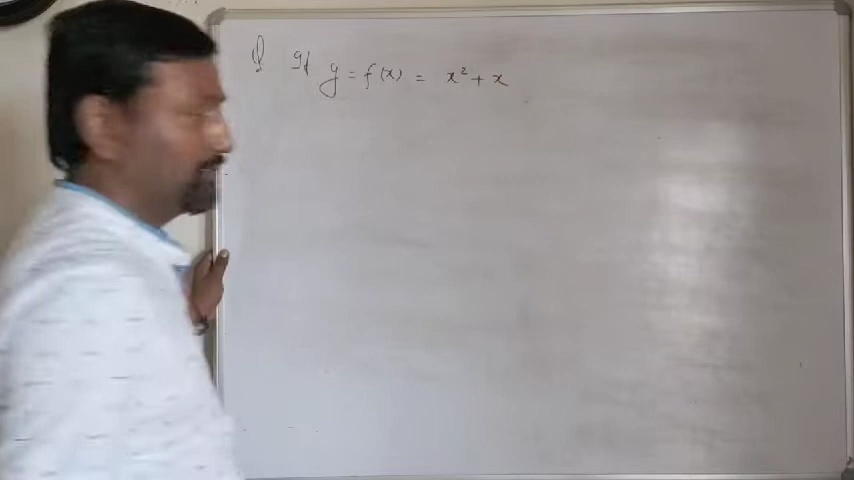 Q If y = f(x) = x² + x